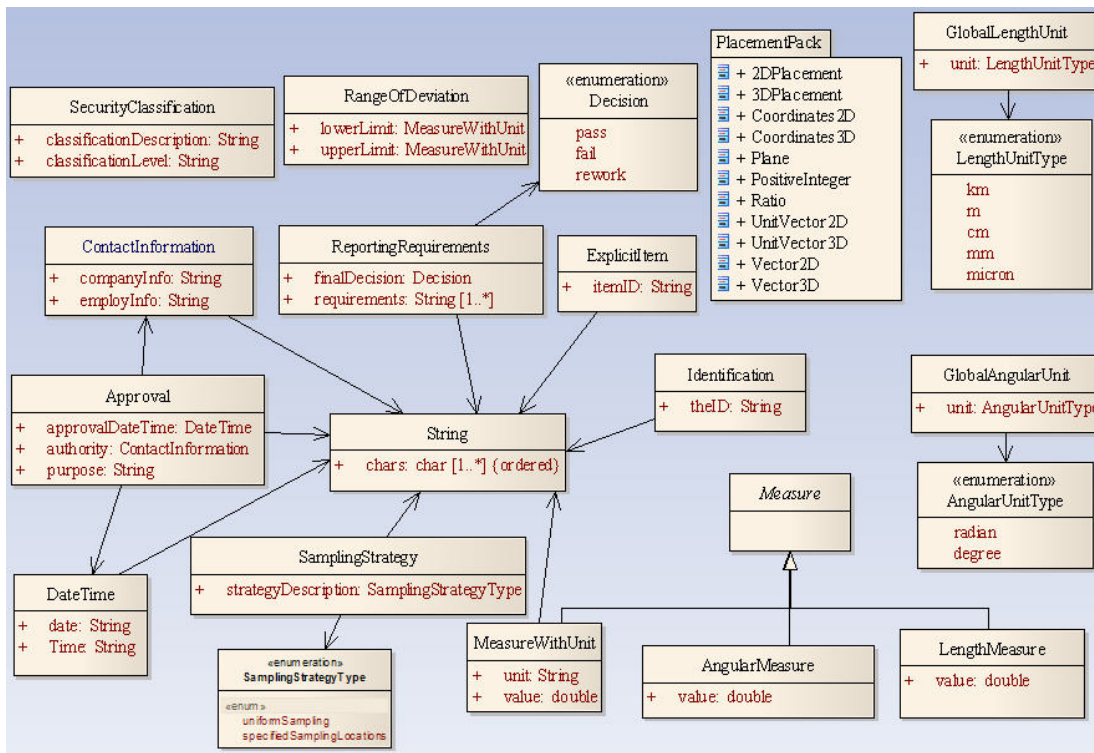 SecurityClassification
+ classificationDescription: String
+ classificationLevel: String
RangeOfDeviation
+ lowerLimit: MeasureWithUnit
+ upperLimit: MeasureWithUnit
«enumeration»
Decision
pass
fail
rework
PlacementPack
+ 2DPlacement
+ 3DPlacement
+ Coordinates2D
+ Coordinates3D
+ Plane
+ PositiveInteger
+ Ratio
+ UnitVector2D
+ UnitVector3D
+ Vector2D
+ Vector3D
GlobalLengthUnit
+ unit: LengthUnitType
«enumeration»
LengthUnitType
km
m
cm
mm
micron
ContactInformation
+ companyInfo: String
+ employInfo: String
ReportingRequirements
+ finalDecision: Decision
+ requirements: String [1..*]
ExplicitItem
+ itemID: String
Approval
+ approvalDateTime: DateTime
+ authority: ContactInformation
+ purpose: String
String
+ chars: char [1..*] {ordered}
Identification
+ theID: String
GlobalAngularUnit
+ unit: AngularUnitType
«enumeration»
AngularUnitType
radian
degree
Measure
SamplingStrategy
+ strategyDescription: SamplingStrategyType
DateTime
+ date: String
+ Time: String
«enumeration»
SamplingStrategyType
«enum»
uniformSampling
specifiedSamplingLocations
MeasureWithUnit
+ unit: String
+ value: double
AngularMeasure
+ value: double
LengthMeasure
+ value: double